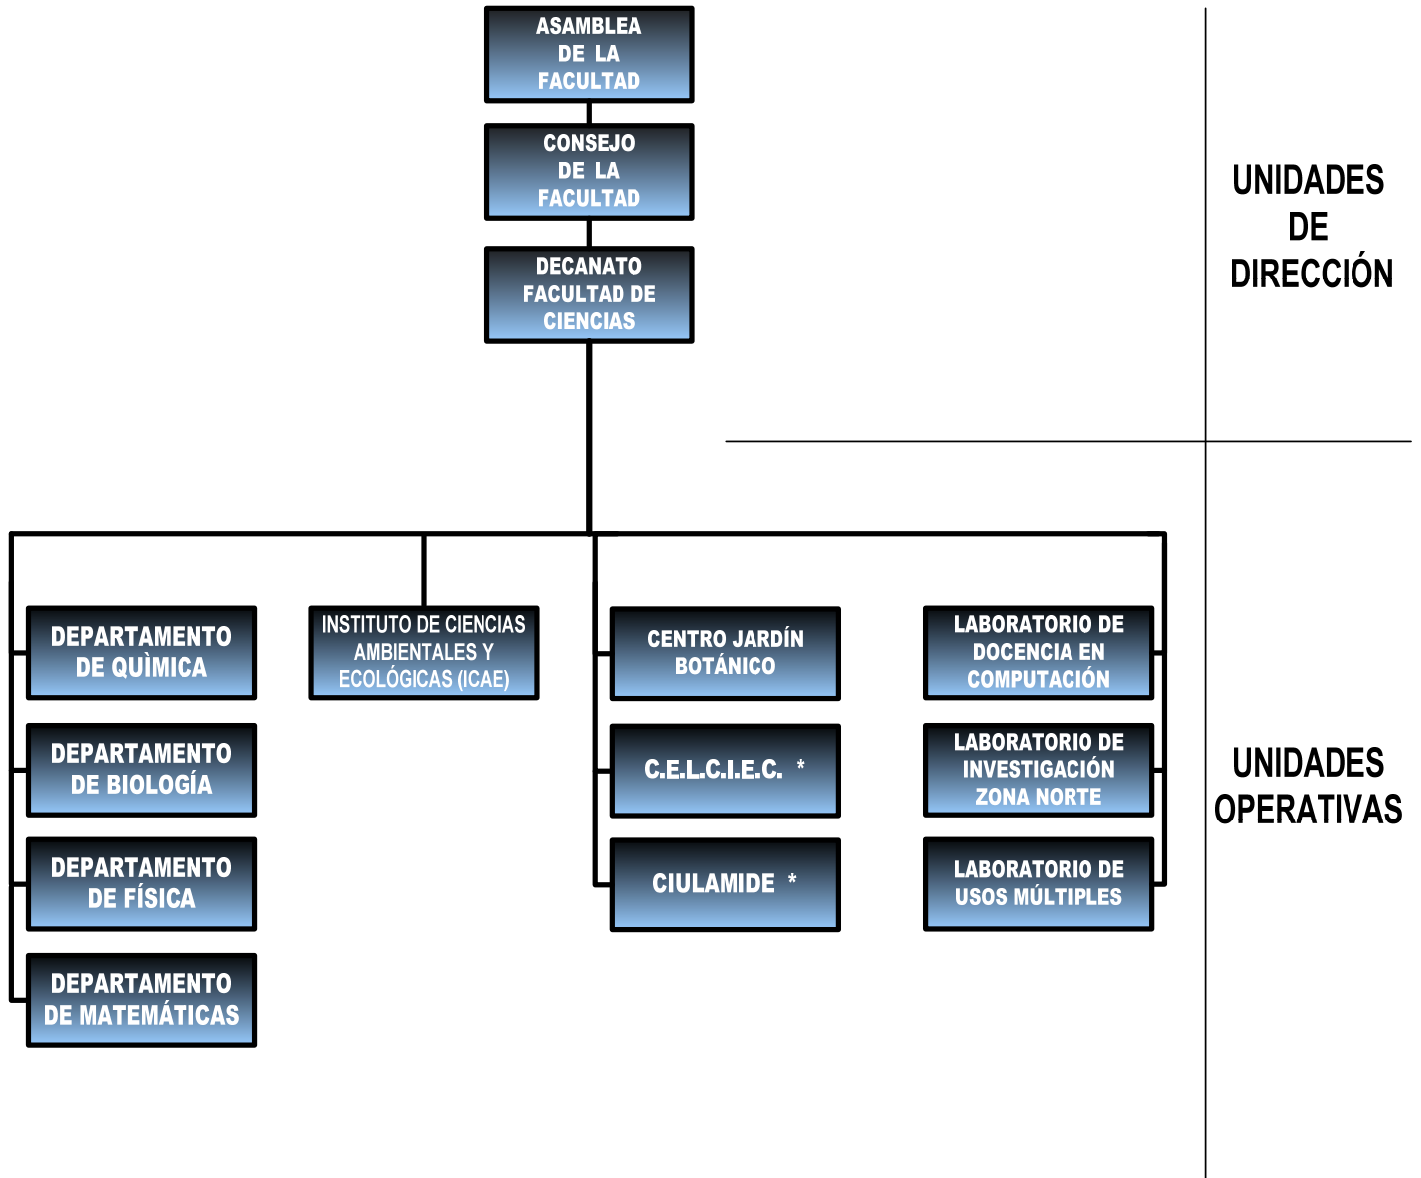 ASAMBLEA
DE LA
FACULTAD
CONSEJO
DE LA
FACULTAD
DECANATO
FACULTAD DE
CIENCIAS
UNIDADES
DE
DIRECCIÓN
DEPARTAMENTO
DE QUÌMICA
DEPARTAMENTO
DE BIOLOGÍA
DEPARTAMENTO
DE FÍSICA
DEPARTAMENTO
DE MATEMÁTICAS
INSTITUTO DE CIENCIAS
AMBIENTALES Y
ECOLÓGICAS (ICAE)
CENTRO JARDÍN
BOTÁNICO
C.E.L.C.I.E.C. *
CIULAMIDE *
LABORATORIO DE
DOCENCIA EN
COMPUTACIÓN
LABORATORIO DE
INVESTIGACIÓN
ZONA NORTE
LABORATORIO DE
USOS MÚLTIPLES
UNIDADES
OPERATIVAS